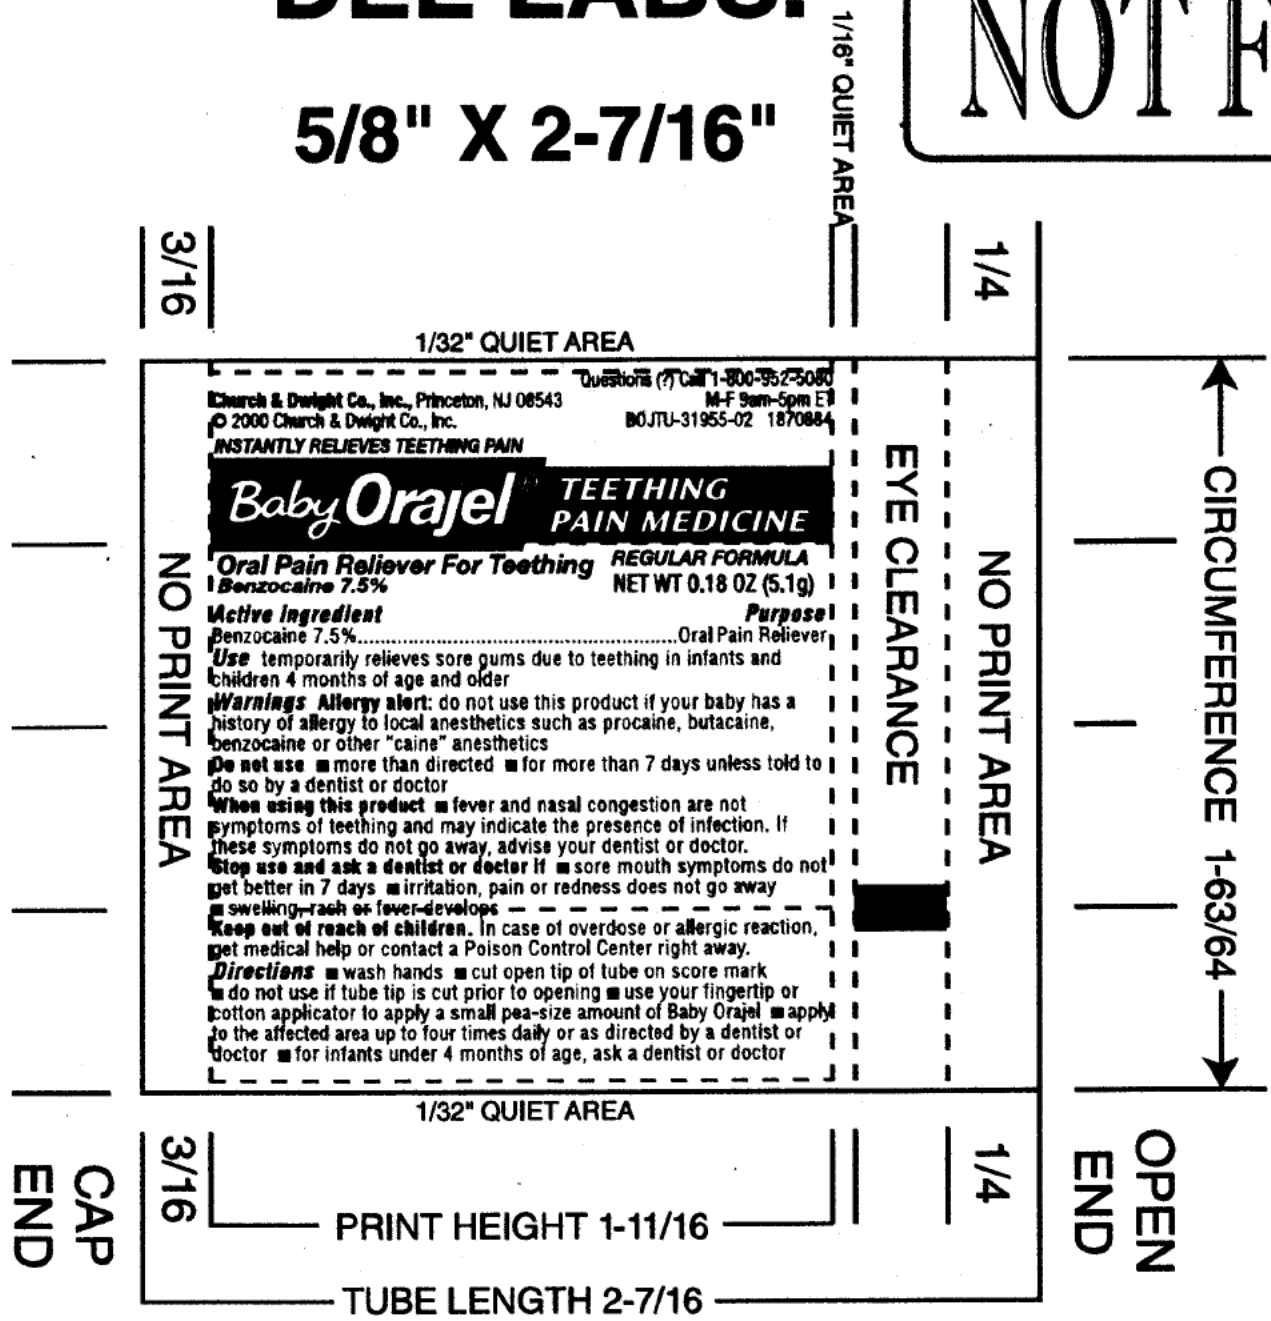 DEL LABS.
5/8" X 2-7/16"
1/16" QUIET AREA
NOT F
3/16
1/4
1/32" QUIET AREA
Questions (?) Call 1-800-952-5080
Church & Dwight Co., Inc., Princeton, NJ 08543
M-F 9am-5pm ET
© 2000 Church & Dwight Co., Inc.
BOJTU-31955-02 1870884
INSTANTLY RELIEVES TEETHING PAIN
Baby Orajel® TEETHING
PAIN MEDICINE
Oral Pain Reliever For Teething REGULAR FORMULA
Benzocaine 7.5% NET WT 0.18 OZ (5.1g)
Active Ingredient Purpose
Benzocaine 7.5%..........Oral Pain Reliever
Use temporarily relieves sore gums due to teething in infants and
children 4 months of age and older
Warnings Allergy alert: do not use this product if your baby has a
history of allergy to local anesthetics such as procaine, butacaine,
benzocaine or other "caine" anesthetics
Do not use ■ more than directed ■ for more than 7 days unless told to
do so by a dentist or doctor
When using this product ■ fever and nasal congestion are not
symptoms of teething and may indicate the presence of infection. If
these symptoms do not go away, advise your dentist or doctor.
Stop use and ask a dentist or doctor if ■ sore mouth symptoms do not
get better in 7 days ■ irritation, pain or redness does not go away
■ swelling, rash or fever develops
Keep out of reach of children. In case of overdose or allergic reaction,
get medical help or contact a Poison Control Center right away.
Directions ■ wash hands ■ cut open tip of tube on score mark
■ do not use if tube tip is cut prior to opening ■ use your fingertip or
cotton applicator to apply a small pea-size amount of Baby Orajel ■ apply
to the affected area up to four times daily or as directed by a dentist or
doctor ■ for infants under 4 months of age, ask a dentist or doctor
NO PRINT AREA
EYE CLEARANCE
NO PRINT AREA
CIRCUMFERENCE 1-63/64
1/32" QUIET AREA
CAP
END
3/16
1/4
OPEN
END
PRINT HEIGHT 1-11/16
TUBE LENGTH 2-7/16